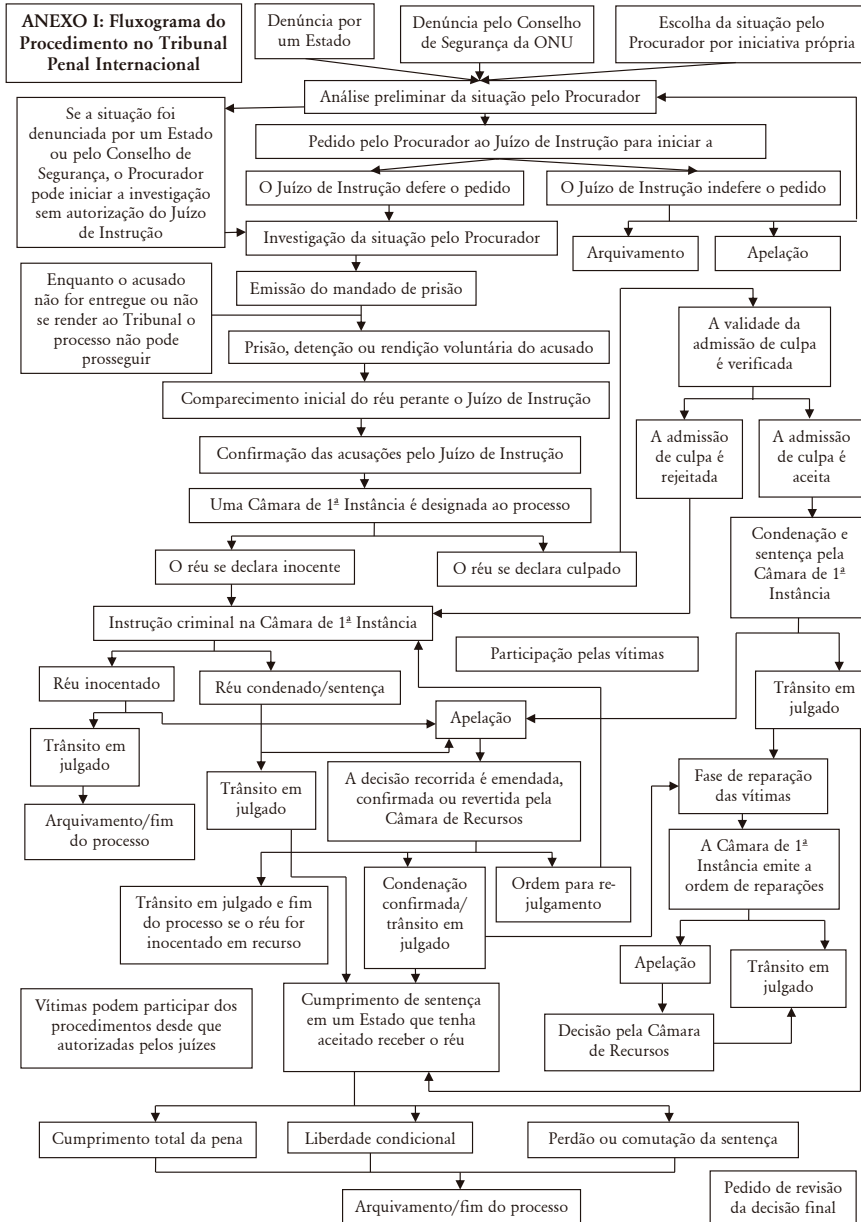 ANEXO I: Fluxograma do
Procedimento no Tribunal
Penal Internacional
Denúncia por
um Estado
Denúncia pelo Conselho
de Segurança da ONU
Escolha da situação pelo
Procurador por iniciativa própria
Análise preliminar da situação pelo Procurador
Se a situação foi
denunciada por um Estado
ou pelo Conselho de
Segurança, o Procurador
pode iniciar a investigação
sem autorização do Juízo
de Instrução
Pedido pelo Procurador ao Juízo de Instrução para iniciar a
O Juízo de Instrução defere o pedido
O Juízo de Instrução indefere o pedido
Investigação da situação pelo Procurador
Arquivamento
Apelação
Enquanto o acusado
não for entregue ou não
se render ao Tribunal o
processo não pode
prosseguir
Emissão do mandado de prisão
Prisão, detenção ou rendição voluntária do acusado
A validade da
admissão de culpa
é verificada
Comparecimento inicial do réu perante o Juízo de Instrução
Confirmação das acusações pelo Juízo de Instrução
A admissão
de culpa é
rejeitada
A admissão
de culpa é
aceita
Uma Câmara de 1ª Instância é designada ao processo
Condenação e
sentença pela
Câmara de 1ª
Instância
O réu se declara inocente
O réu se declara culpado
Instrução criminal na Câmara de 1ª Instância
Participação pelas vítimas
Réu inocentado
Réu condenado/sentença
Trânsito em
julgado
Apelação
Trânsito em
julgado
Trânsito em
julgado
A decisão recorrida é emendada,
confirmada ou revertida pela
Câmara de Recursos
Fase de reparação
das vítimas
Arquivamento/fim
do processo
A Câmara de 1ª
Instância emite a
ordem de reparações
Trânsito em julgado e fim
do processo se o réu for
inocentado em recurso
Condenação
confirmada/
trânsito em
julgado
Ordem para re-
julgamento
Apelação
Trânsito em
julgado
Vítimas podem participar dos
procedimentos desde que
autorizadas pelos juízes
Cumprimento de sentença
em um Estado que tenha
aceitado receber o réu
Decisão pela Câmara
de Recursos
Cumprimento total da pena
Liberdade condicional
Perdão ou comutação da sentença
Arquivamento/fim do processo
Pedido de revisão
da decisão final